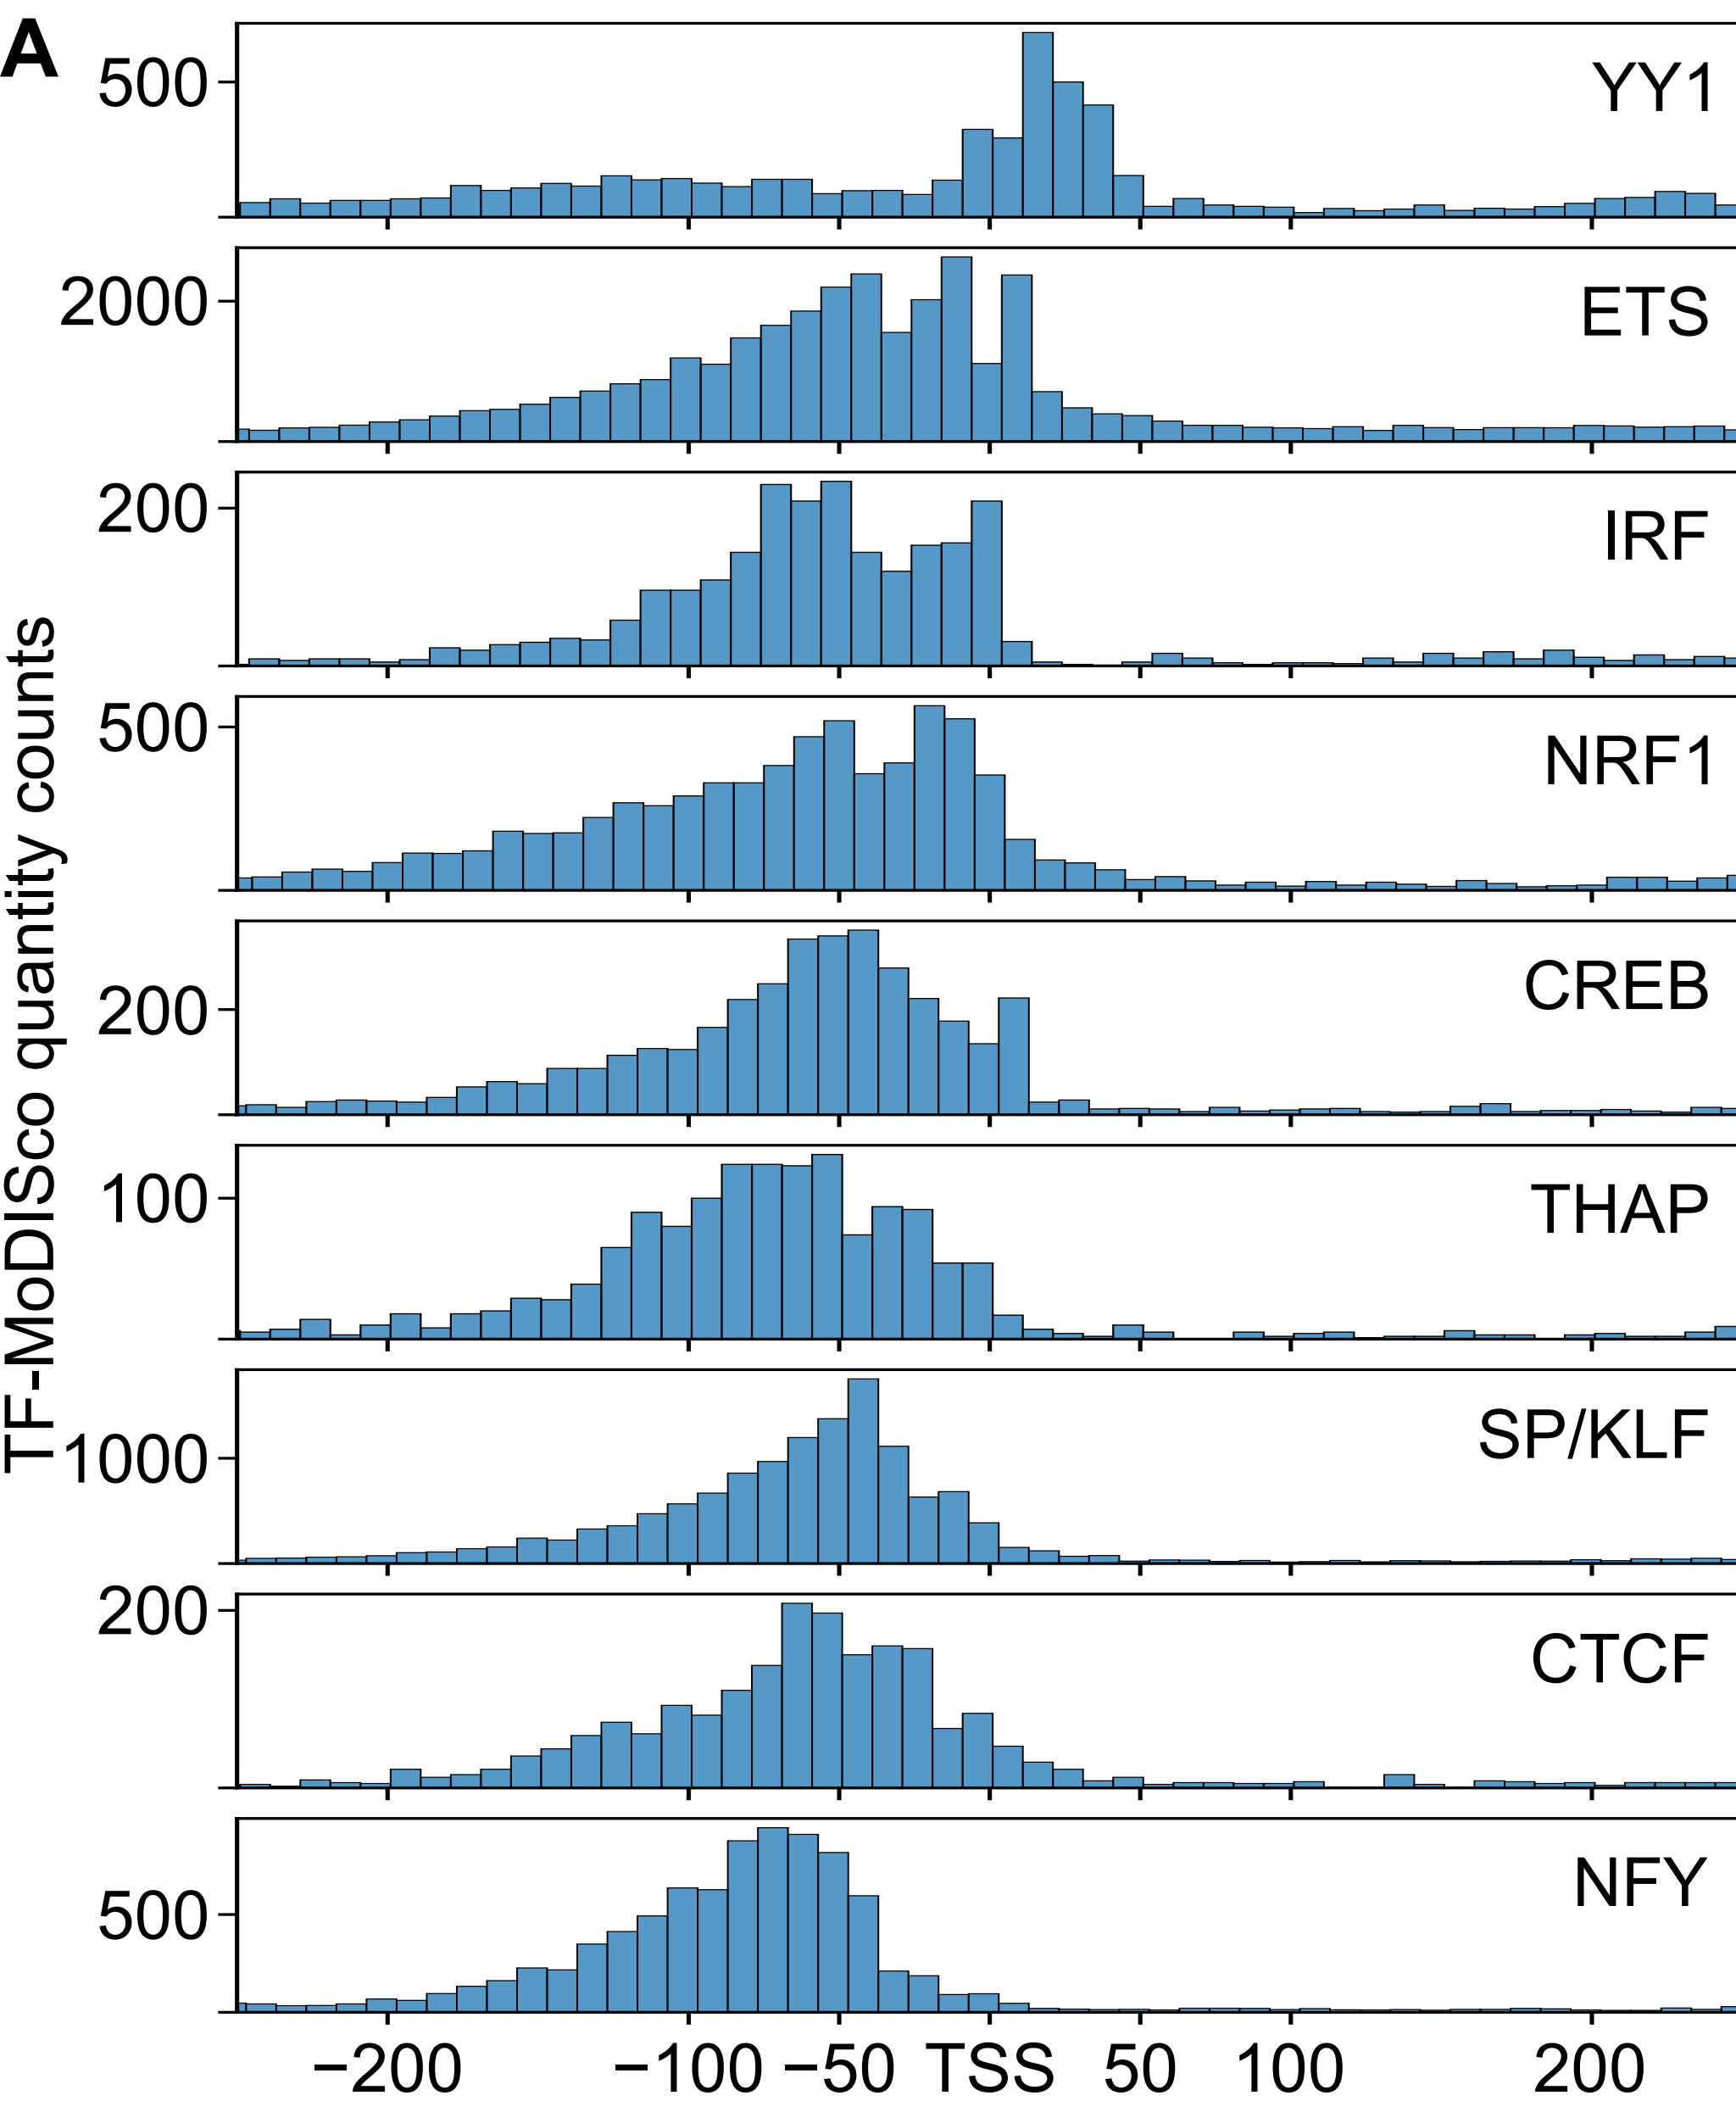 A
TF-MoDISco quantity counts
500
YY1
2000
ETS
200
IRF
500
NRF1
200
CREB
100
THAP
1000
SP/KLF
200
CTCF
500
NFY
−200 −100 −50 TSS 50 100 200